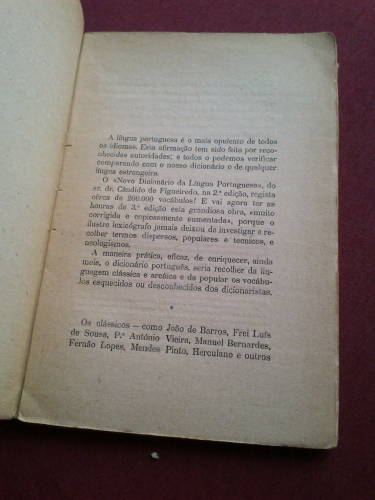 A língua portuguesa é o mais opulento de todos
os idiomas. Esta afirmação tem sido feita por reco-
nhecidas autoridades; e todos o podemos verificar
comparando com o nosso dicionário o de qualquer
língua estrangeira.
O «Novo Dicionário da Língua Portuguesa», do
sr. dr. Cândido de Figueiredo, na 2.ª edição, regista
cêrca de 200.000 vocábulos! E vai agora ter as
honras de 3.ª edição esta grandiosa obra, «muito
corrigida e copiosamente aumentada», porque o
ilustre lexicógrafo jamais deixou de investigar e re-
colher termos dispersos, populares e tecnicos, e
neologismos.
A maneira prática, eficaz, de enriquecer, ainda
mais, o dicionário português, seria recolher da lin-
guagem clássica e arcáica e da popular os vocábu-
los esquecidos ou desconhecidos dos dicionaristas.
*
Os clássicos — como João de Barros, Frei Luís
de Sousa, P.ª António Vieira, Manuel Bernardes,
Fernão Lopes, Mendes Pinto, Herculano e outros